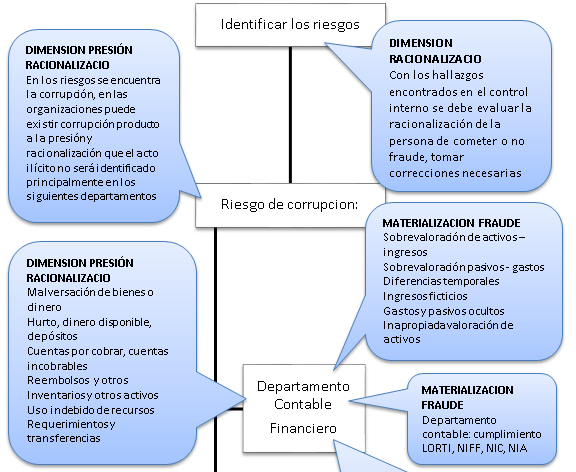 Identificar los riesgos
DIMENSION PRESIÓN
RACIONALIZACIO
En los riesgos se encuentra
la corrupción, en las
organizaciones puede
existir corrupción producto
a la presión y
racionalización que el acto
ilícito no será identificado
principalmente en los
siguientes departamentos
DIMENSION
RACIONALIZACIO
Con los hallazgos
encontrados en el control
interno se debe evaluar la
racionalización de la
persona de cometer o no
fraude, tomar
correcciones necesarias
Riesgo de corrupcion:
MATERIALIZACION FRAUDE
Sobrevaloración de activos –
ingresos
Sobrevaloración pasivos - gastos
Diferencias temporales
Ingresos ficticios
Gastos y pasivos ocultos
Inapropiada valoración de
activos
DIMENSION PRESIÓN
RACIONALIZACIO
Malversación de bienes o
dinero
Hurto, dinero disponible,
depósitos
Cuentas por cobrar, cuentas
incobrables
Reembolsos y otros
Inventarios y otros activos
Uso indebido de recursos
Requerimientos y
transferencias
Departamento
Contable
Financiero
MATERIALIZACION
FRAUDE
Departamento
contable: cumplimiento
LORTI, NIFF, NIC, NIA